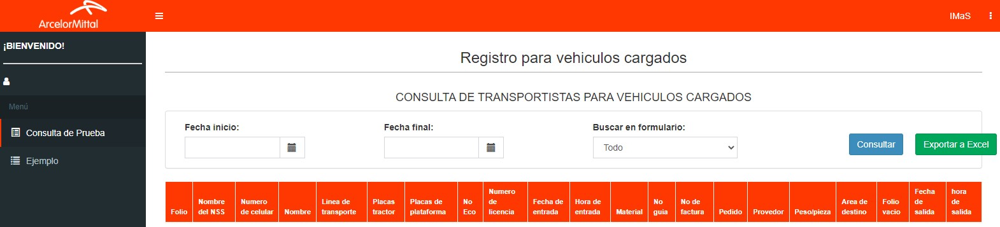 ArcelorMittal
IMaS
¡BIENVENIDO!
Menú
Consulta de Prueba
Ejemplo
Registro para vehiculos cargados
CONSULTA DE TRANSPORTISTAS PARA VEHICULOS CARGADOS
Fecha inicio:
Fecha final:
Buscar en formulario:
Todo
Consultar
Exportar a Excel
Folio
Nombre
del NSS
Numero
de celular
Nombre
Linea de
transporte
Placas
tractor
Placas de
plataforma
No
Eco
Numero
de
licencia
Fecha de
entrada
Hora de
entrada
Material
No
guia
No de
factura
Pedido
Provedor
Peso/pieza
Area de
destino
Folio
vacio
Fecha
de
salida
hora
de
salida